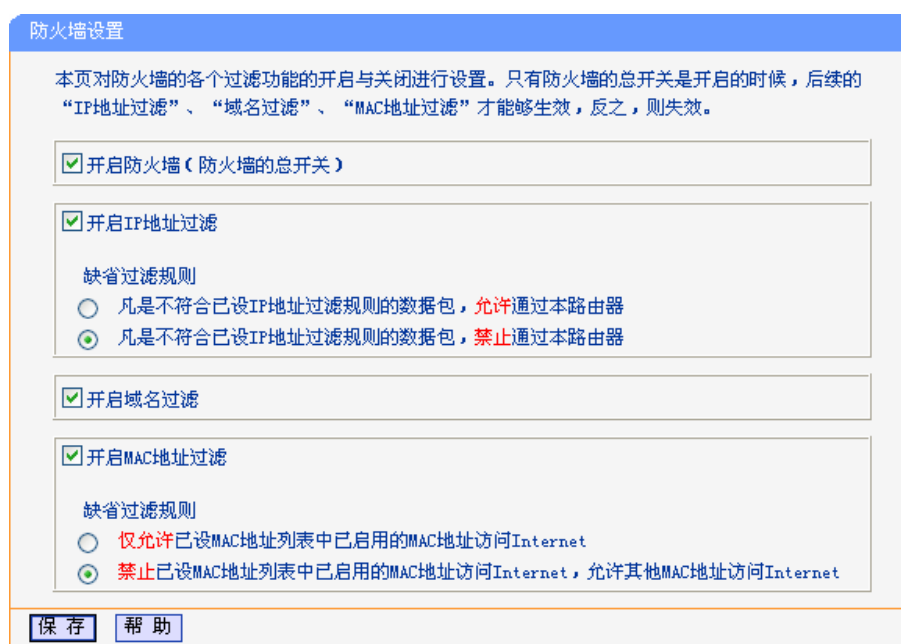 防火墙设置
本页对防火墙的各个过滤功能的开启与关闭进行设置。只有防火墙的总开关是开启的时候，后续的
“IP地址过滤”、“域名过滤”、“MAC地址过滤”才能够生效，反之，则失效。
开启防火墙（防火墙的总开关）
开启IP地址过滤
缺省过滤规则
凡是不符合已设IP地址过滤规则的数据包，允许通过本路由器
凡是不符合已设IP地址过滤规则的数据包，禁止通过本路由器
开启域名过滤
开启MAC地址过滤
缺省过滤规则
仅允许已设MAC地址列表中已启用的MAC地址访问Internet
禁止已设MAC地址列表中已启用的MAC地址访问Internet，允许其他MAC地址访问Internet
保 存 帮 助